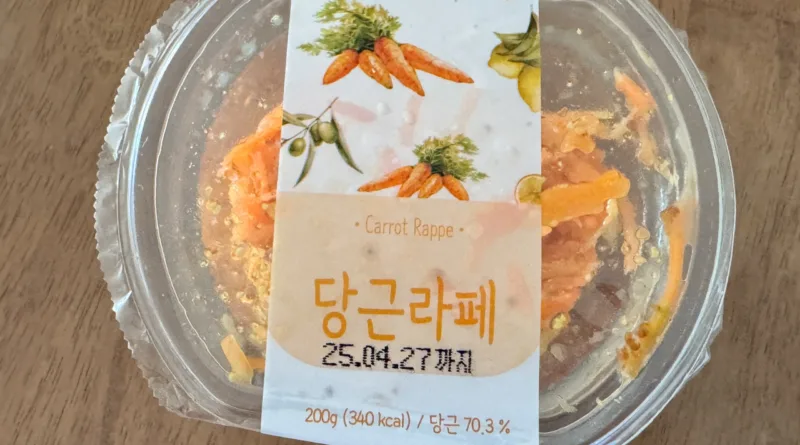 • Carrot Rappe •
당근라페
25.04.27까지
200g (340 kcal) / 당근 70.3 %